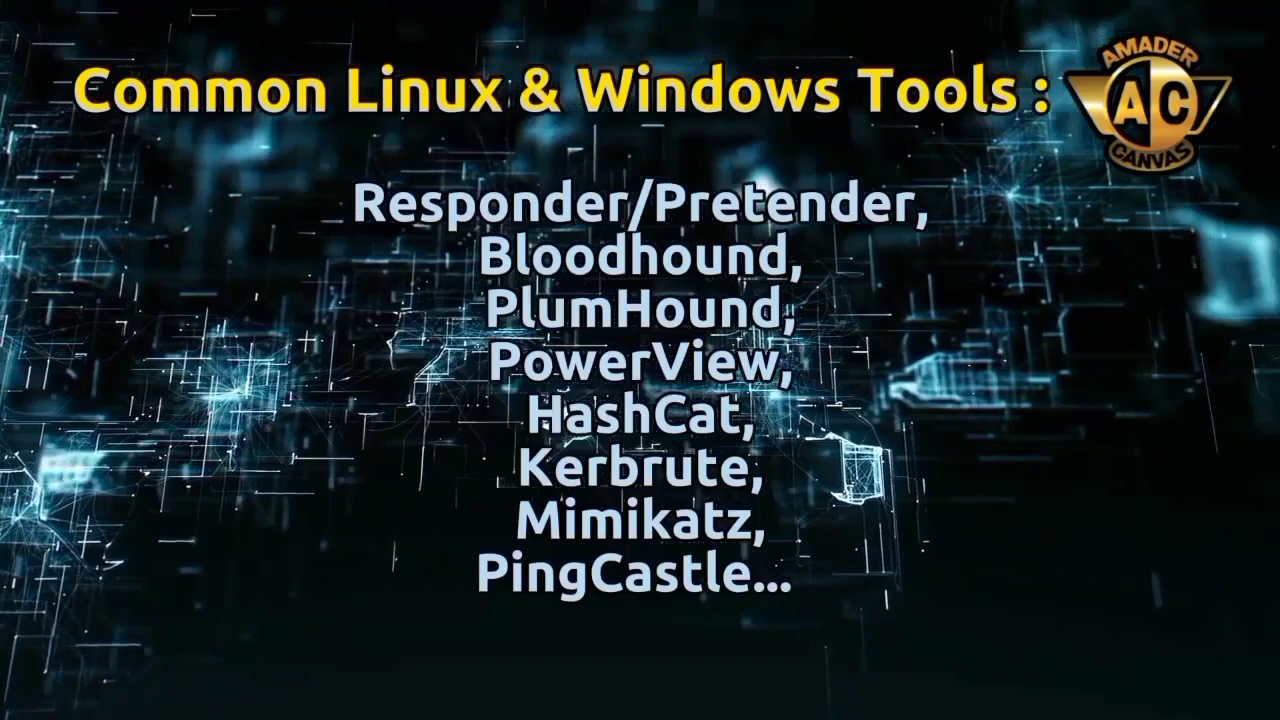 Common Linux & Windows Tools :
AMADER
AC
CANVAS
Responder/Pretender,
Bloodhound,
PlumHound,
PowerView,
HashCat,
Kerbrute,
Mimikatz,
PingCastle...